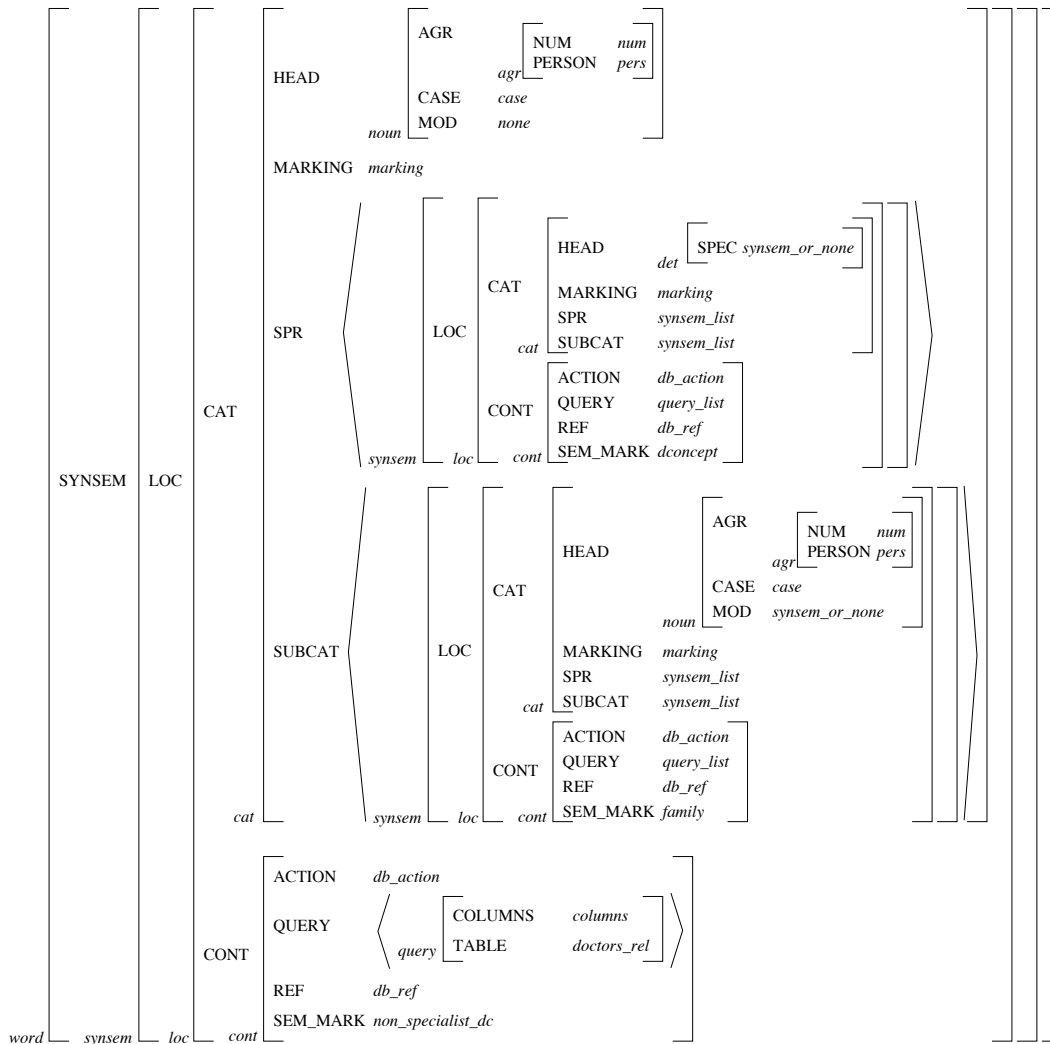 AGR
NUM num
PERSON pers
agr
HEAD
CASE case
MOD none
noun
MARKING marking
HEAD
SPEC synsem_or_none
det
CAT
MARKING marking
SPR synsem_list
SUBCAT synsem_list
cat
SPR
LOC
ACTION db_action
QUERY query_list
CONT
REF db_ref
SEM_MARK dconcept
synsem loc cont
CAT
SYNSEM LOC
AGR
NUM num
PERSON pers
agr
HEAD
CASE case
MOD synsem_or_none
noun
CAT
SUBCAT
LOC
MARKING marking
SPR synsem_list
SUBCAT synsem_list
cat
ACTION db_action
QUERY query_list
CONT
REF db_ref
SEM_MARK family
cat synsem loc cont
ACTION db_action
QUERY
COLUMNS columns
TABLE doctors_rel
query
CONT
REF db_ref
SEM_MARK non_specialist_dc
word synsem loc cont